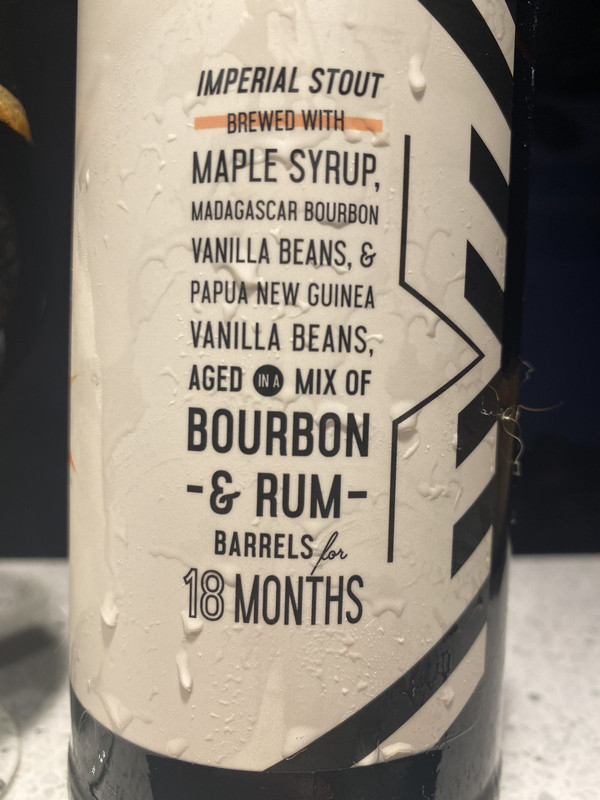 IMPERIAL STOUT
BREWED WITH
MAPLE SYRUP,
MADAGASCAR BOURBON
VANILLA BEANS, &
PAPUA NEW GUINEA
VANILLA BEANS,
AGED IN A MIX OF
BOURBON
-& RUM-
BARRELS for
18 MONTHS